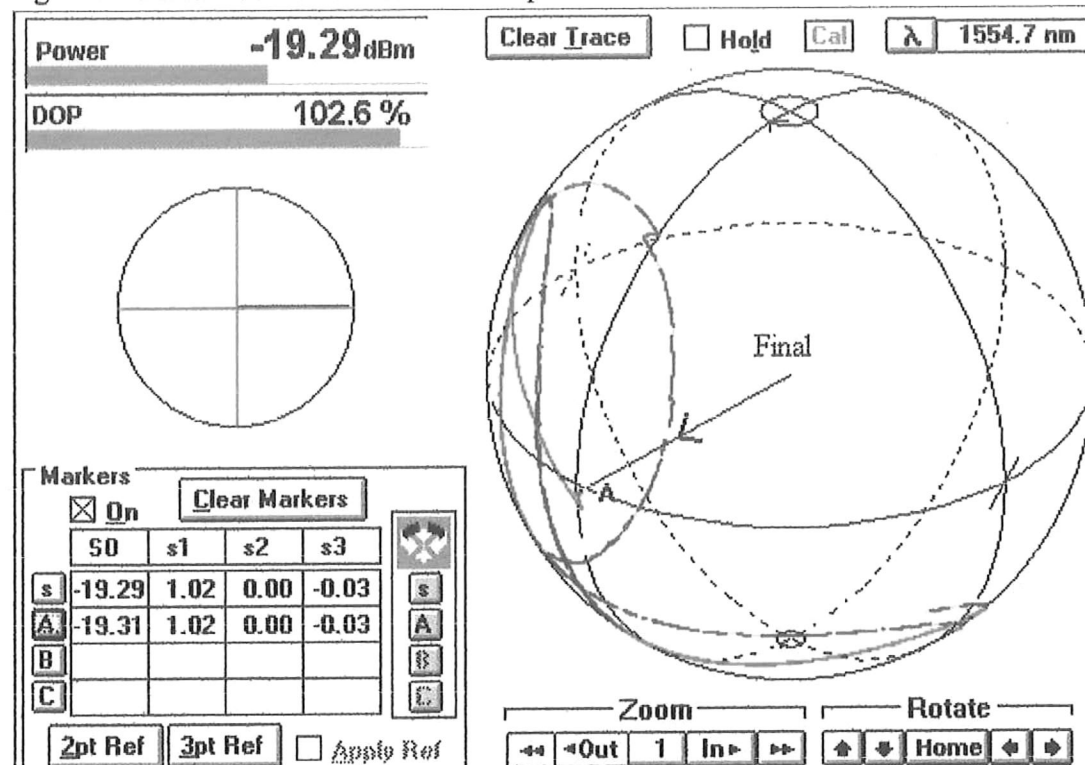 Power -19.29dBm
DOP 102.6 %
Clear Trace Hold Cal λ 1554.7 nm
Final
A
Markers
On Clear Markers
S0 s1 s2 s3
s -19.29 1.02 0.00 -0.03 s
A -19.31 1.02 0.00 -0.03 A
B B
C C
2pt Ref 3pt Ref Apply Ref
Zoom
Out 1 In
Rotate
Home